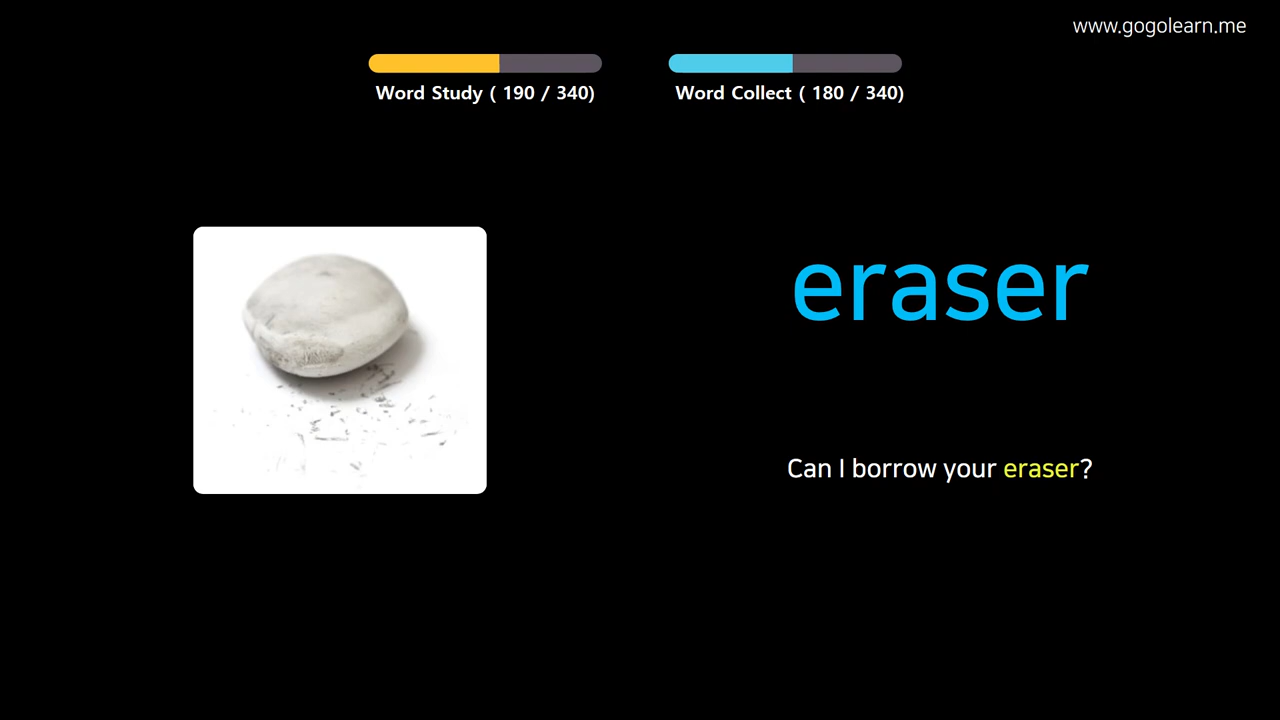 www.gogolearn.me
Word Study ( 190 / 340)
Word Collect ( 180 / 340)
eraser
Can I borrow your eraser?